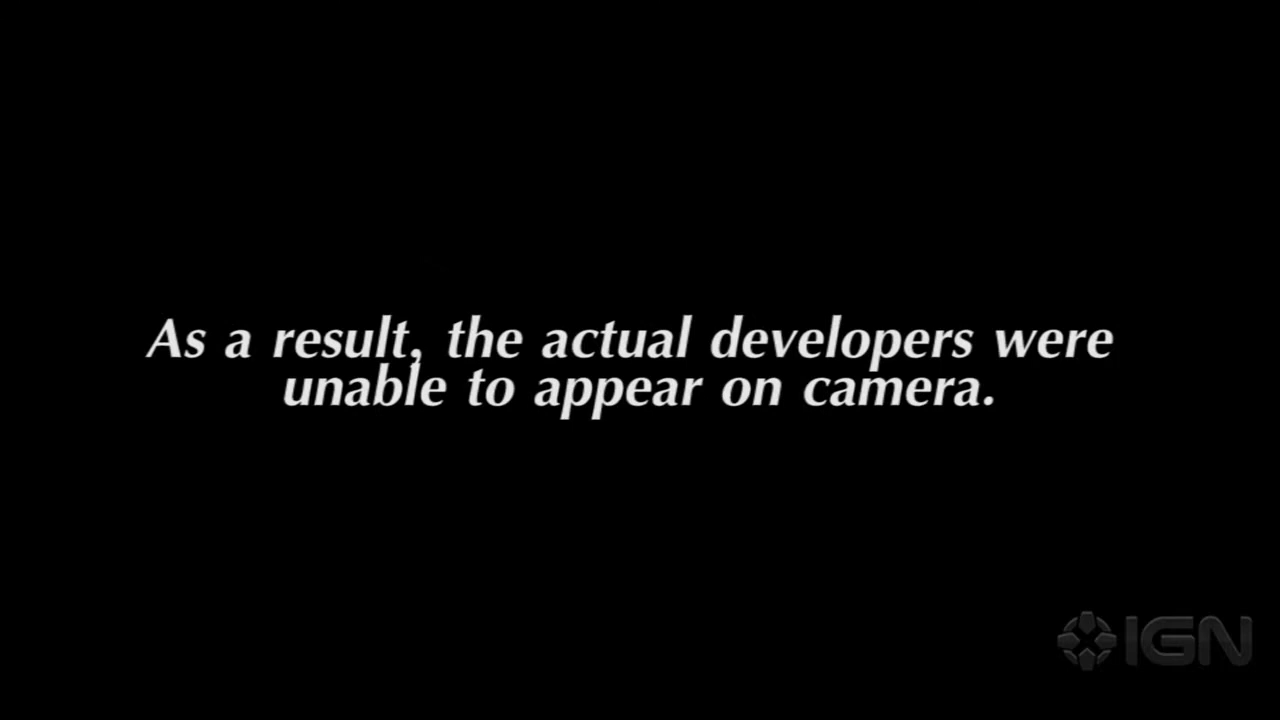 As a result, the actual developers were
unable to appear on camera.
IGN